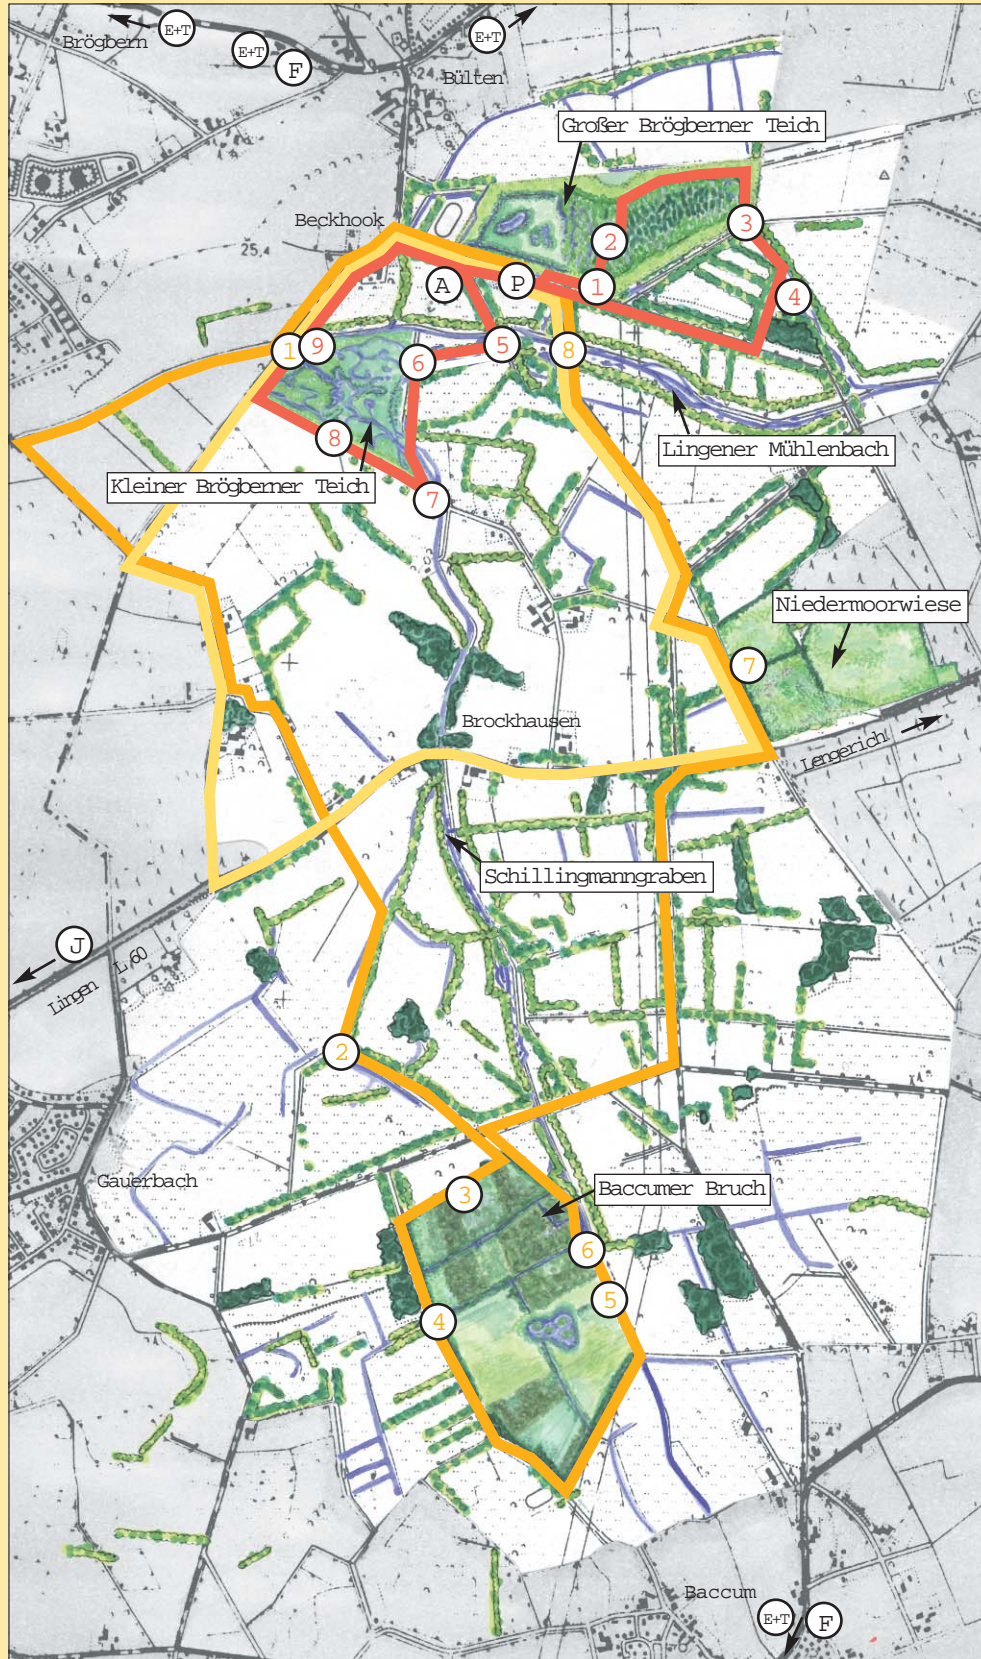 E+T
E+T
Brögbern
E+T
F
24,
Bülten
Großer Brögberner Teich
Beckhook
2
3
25,4
A
P
1
4
1
9
6
5
8
8
Lingener Mühlenbach
Kleiner Brögberner Teich
7
Niedermoorwiese
7
Brockhausen
Lengerich
Schillingmanngraben
J
Lingen L 60
2
Gauerbach
3
Baccumer Bruch
6
5
4
Baccum
E+T
F